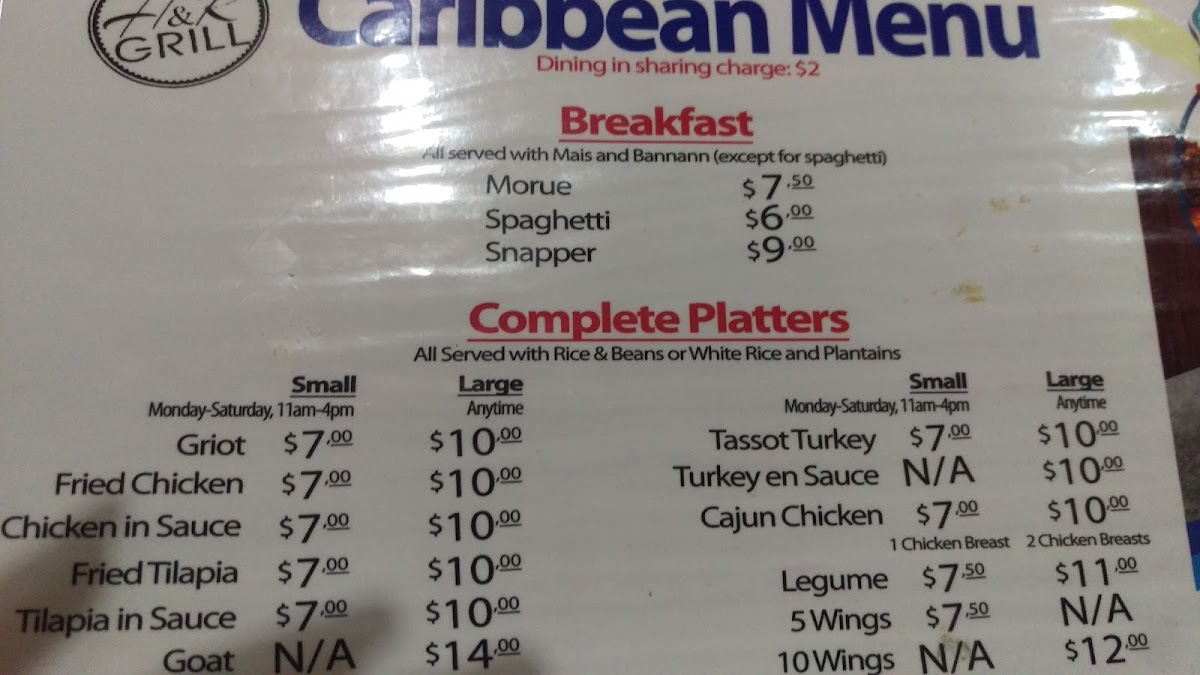 H&K
GRILL
Caribbean Menu
Dining in sharing charge: $2
Breakfast
All served with Mais and Bannann (except for spaghetti)
Morue $7.50
Spaghetti $6.00
Snapper $9.00
Complete Platters
All Served with Rice & Beans or White Rice and Plantains
Small Large
Monday-Saturday, 11am-4pm Anytime
Griot $7.00 $10.00
Fried Chicken $7.00 $10.00
Chicken in Sauce $7.00 $10.00
Fried Tilapia $7.00 $10.00
Tilapia in Sauce $7.00 $10.00
Goat N/A $14.00
Small Large
Monday-Saturday, 11am-4pm Anytime
Tassot Turkey $7.00 $10.00
Turkey en Sauce N/A $10.00
Cajun Chicken $7.00 $10.00
1 Chicken Breast 2 Chicken Breasts
Legume $7.50 $11.00
5 Wings $7.50 N/A
10 Wings N/A $12.00